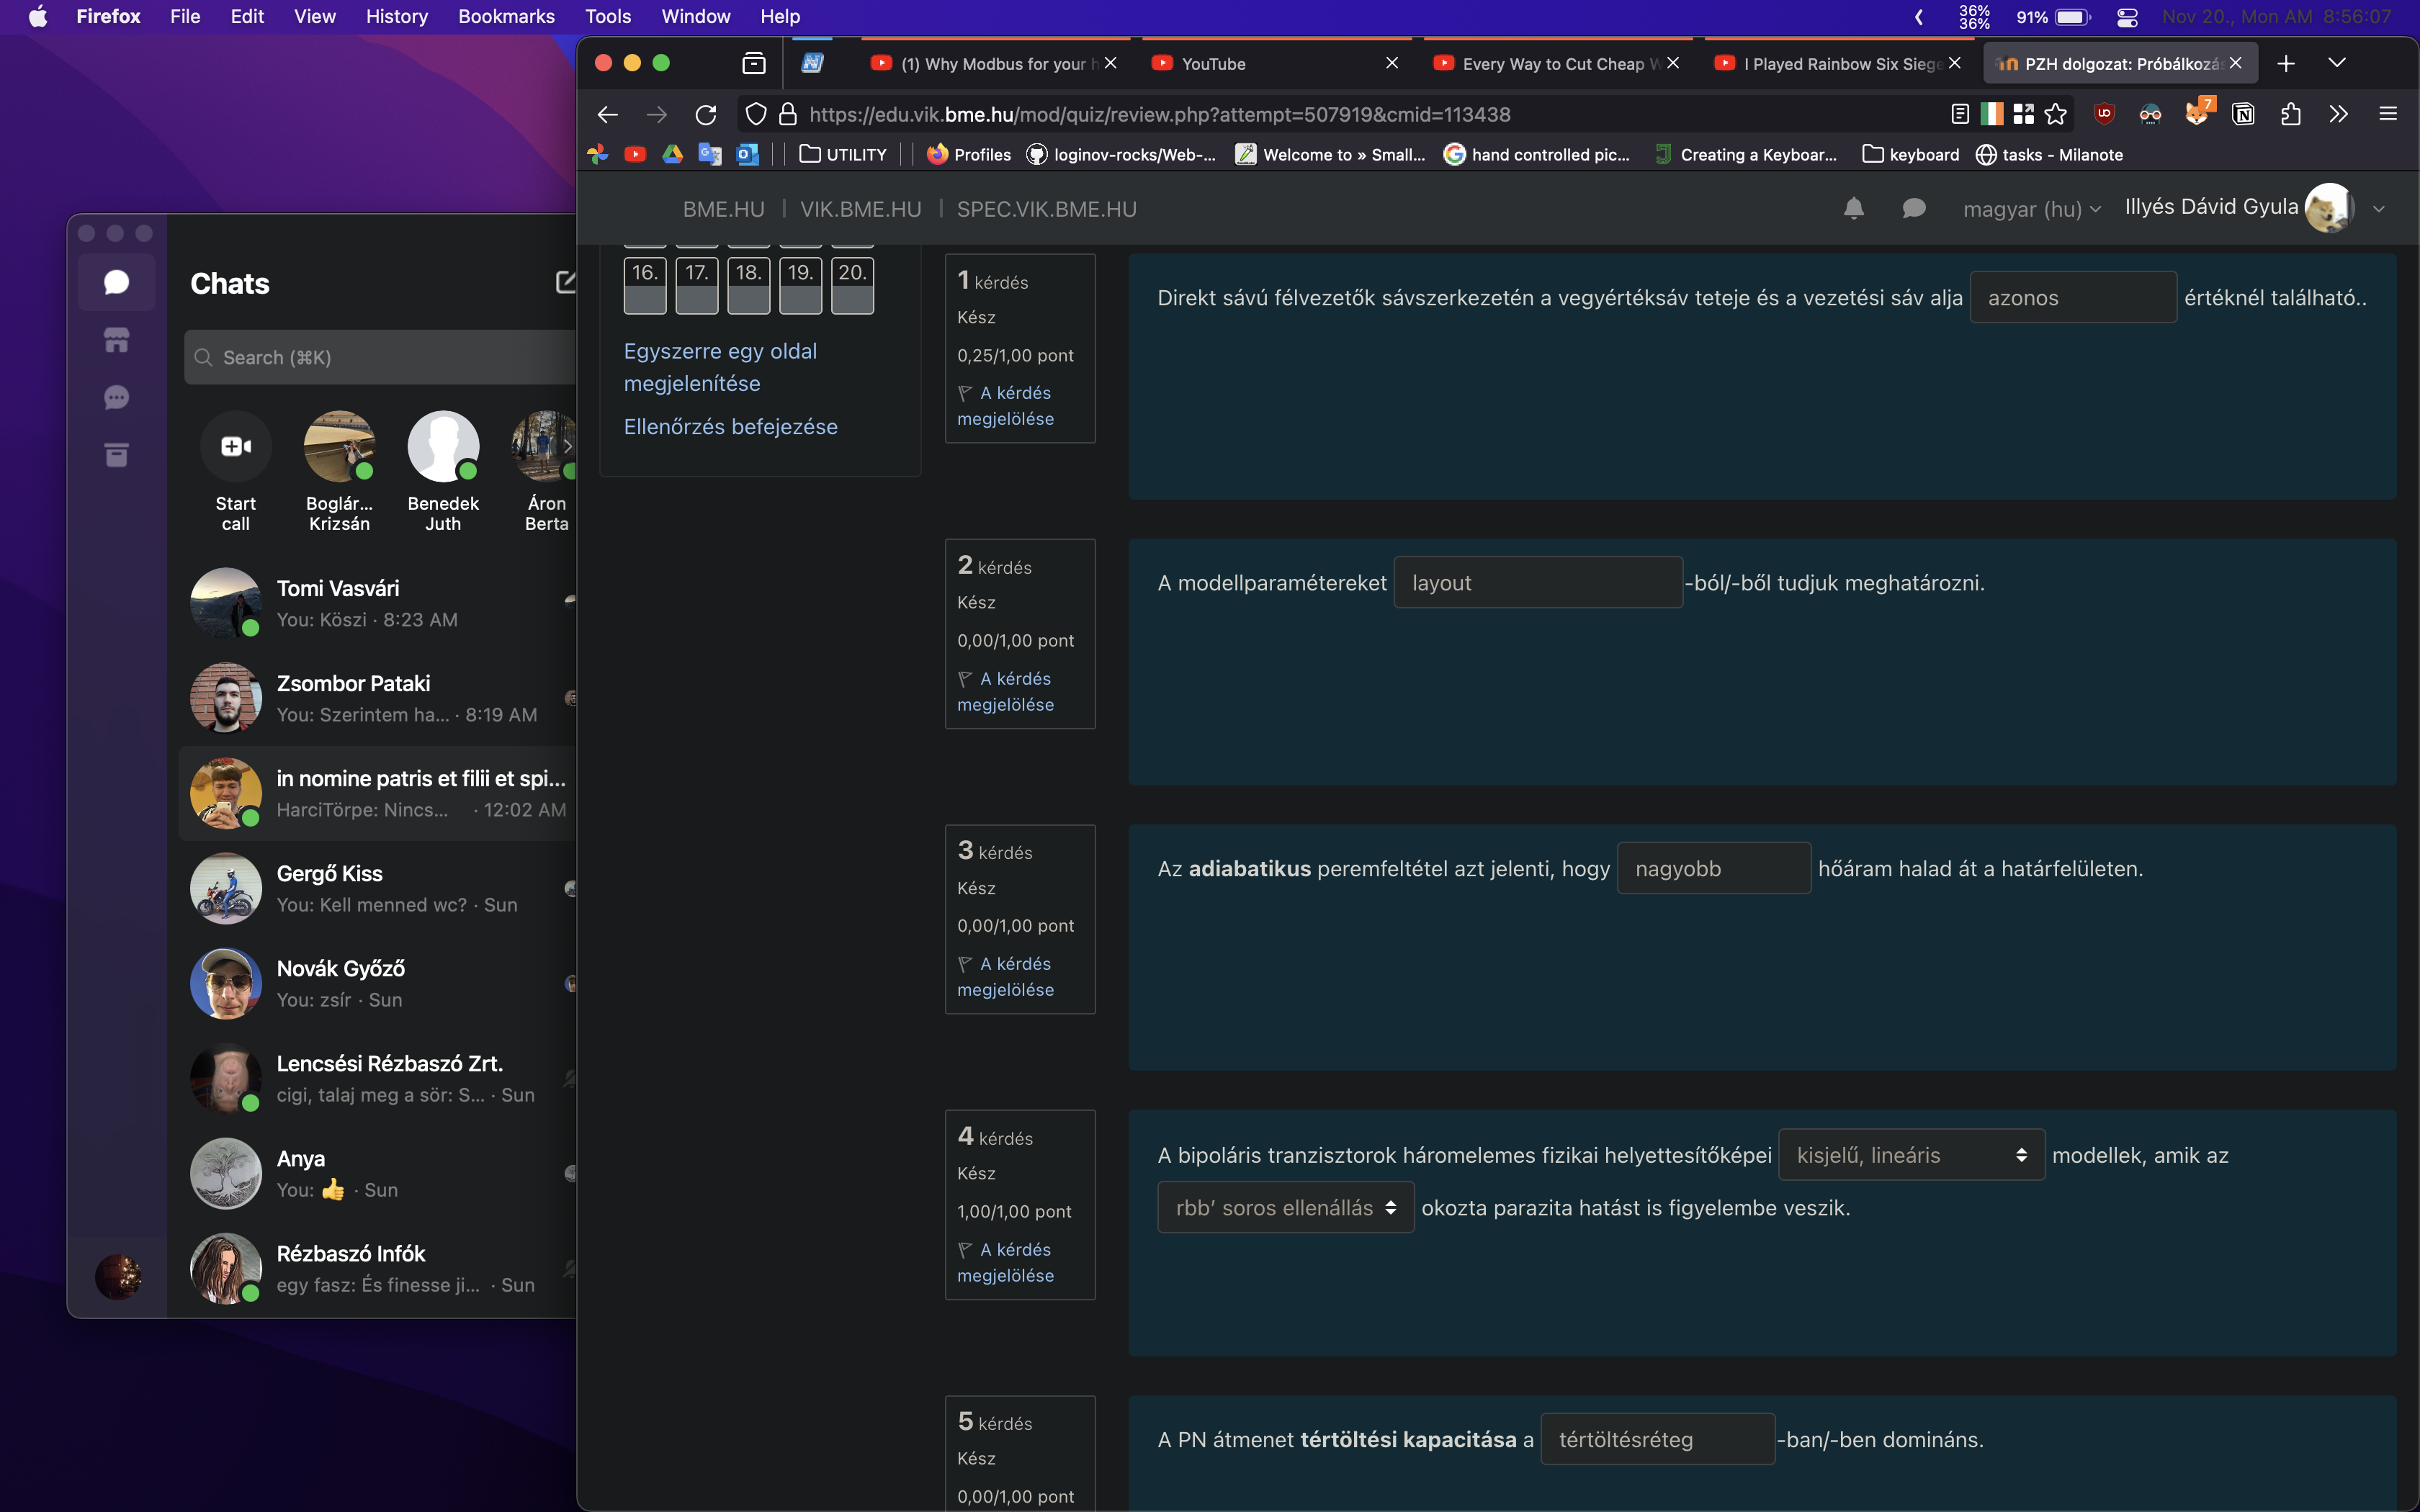 Firefox File Edit View History Bookmarks Tools Window Help
36%
36%
91%
Nov 20., Mon AM 8:56:07
(1) Why Modbus for your h
YouTube
Every Way to Cut Cheap W
I Played Rainbow Six Siege
PZH dolgozat: Próbálkozás
https://edu.vik.bme.hu/mod/quiz/review.php?attempt=507919&cmid=113438
7
UTILITY
Profiles
loginov-rocks/Web-...
Welcome to » Small...
hand controlled pic...
Creating a Keyboar...
keyboard
tasks - Milanote
BME.HU | VIK.BME.HU | SPEC.VIK.BME.HU
magyar (hu)
Illyés Dávid Gyula
Chats
Search (⌘K)
Start call
Boglár... Krizsán
Benedek Juth
Áron Berta
Tomi Vasvári
You: Köszi · 8:23 AM
Zsombor Pataki
You: Szerintem ha... · 8:19 AM
in nomine patris et filii et spi...
HarciTörpe: Nincs... · 12:02 AM
Gergő Kiss
You: Kell menned wc? · Sun
Novák Győző
You: zsír · Sun
Lencsési Rézbaszó Zrt.
cigi, talaj meg a sör: S... · Sun
Anya
You: 👍 · Sun
Rézbaszó Infók
egy fasz: És finesse ji... · Sun
16. 17. 18. 19. 20.
Egyszerre egy oldal
megjelenítése
Ellenőrzés befejezése
1 kérdés
Kész
0,25/1,00 pont
A kérdés
megjelölése
Direkt sávú félvezetők sávszerkezetén a vegyértéksáv teteje és a vezetési sáv alja azonos értéknél található..
2 kérdés
Kész
0,00/1,00 pont
A kérdés
megjelölése
A modellparamétereket layout -ból/-ből tudjuk meghatározni.
3 kérdés
Kész
0,00/1,00 pont
A kérdés
megjelölése
Az adiabatikus peremfeltétel azt jelenti, hogy nagyobb hőáram halad át a határfelületen.
4 kérdés
Kész
1,00/1,00 pont
A kérdés
megjelölése
A bipoláris tranzisztorok háromelemes fizikai helyettesítőképei kisjelű, lineáris modellek, amik az
rbb’ soros ellenállás okozta parazita hatást is figyelembe veszik.
5 kérdés
Kész
0,00/1,00 pont
A PN átmenet tértöltési kapacitása a tértöltésréteg -ban/-ben domináns.